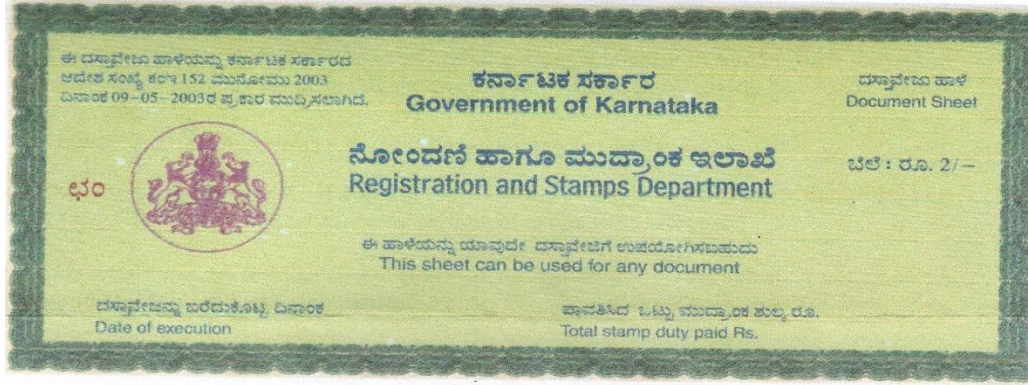 ಈ ದಸ್ತಾವೇಜು ಹಾಳೆಯನ್ನು ಕರ್ನಾಟಕ ಸರ್ಕಾರದ
ಆದೇಶ ಸಂಖ್ಯೆ ಕಂಇ 152 ಮುನೋಮು 2003
ದಿನಾಂಕ 09-05-2003ರ ಪ್ರಕಾರ ಮುದ್ರಿಸಲಾಗಿದೆ.
ಕರ್ನಾಟಕ ಸರ್ಕಾರ
Government of Karnataka
ದಸ್ತಾವೇಜು ಹಾಳೆ
Document Sheet
ನೋಂದಣಿ ಹಾಗೂ ಮುದ್ರಾಂಕ ಇಲಾಖೆ
Registration and Stamps Department
ಬೆಲೆ : ರೂ. 2/-
ಛಂ
ಈ ಹಾಳೆಯನ್ನು ಯಾವುದೇ ದಸ್ತಾವೇಜಿಗೆ ಉಪಯೋಗಿಸಬಹುದು
This sheet can be used for any document
ದಸ್ತಾವೇಜನ್ನು ಬರೆದುಕೊಟ್ಟ ದಿನಾಂಕ
Date of execution
ಪಾವತಿಸಿದ ಒಟ್ಟು ಮುದ್ರಾಂಕ ಶುಲ್ಕ ರೂ.
Total stamp duty paid Rs.